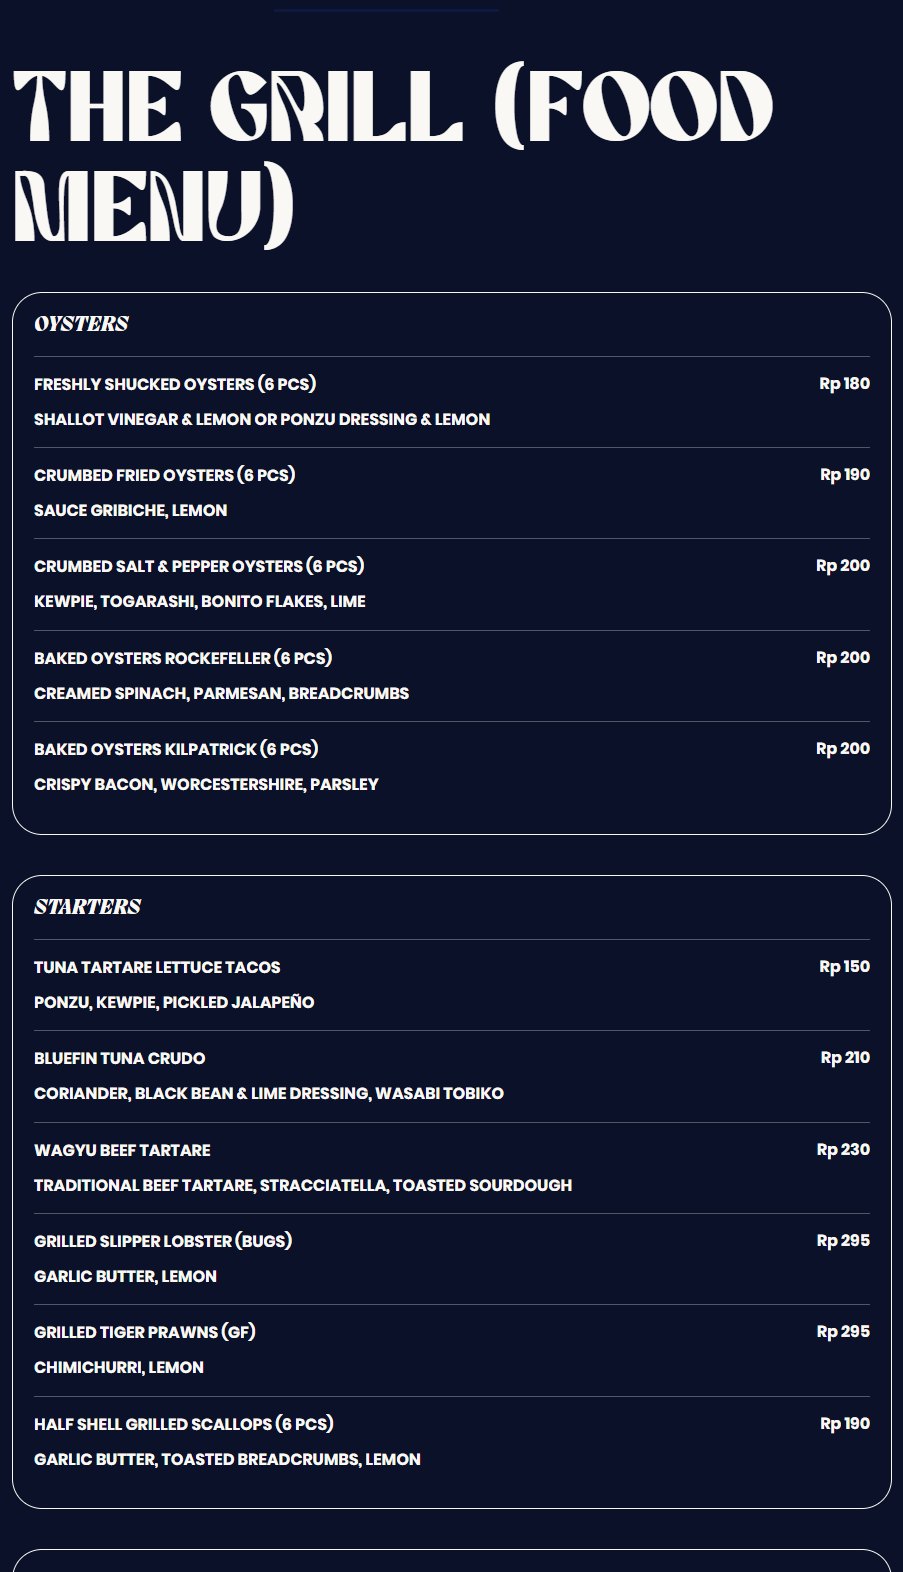 THE GRILL (FOOD
MENU)
OYSTERS
FRESHLY SHUCKED OYSTERS (6 PCS) Rp 180
SHALLOT VINEGAR & LEMON OR PONZU DRESSING & LEMON
CRUMBED FRIED OYSTERS (6 PCS) Rp 190
SAUCE GRIBICHE, LEMON
CRUMBED SALT & PEPPER OYSTERS (6 PCS) Rp 200
KEWPIE, TOGARASHI, BONITO FLAKES, LIME
BAKED OYSTERS ROCKEFELLER (6 PCS) Rp 200
CREAMED SPINACH, PARMESAN, BREADCRUMBS
BAKED OYSTERS KILPATRICK (6 PCS) Rp 200
CRISPY BACON, WORCESTERSHIRE, PARSLEY
STARTERS
TUNA TARTARE LETTUCE TACOS Rp 150
PONZU, KEWPIE, PICKLED JALAPEÑO
BLUEFIN TUNA CRUDO Rp 210
CORIANDER, BLACK BEAN & LIME DRESSING, WASABI TOBIKO
WAGYU BEEF TARTARE Rp 230
TRADITIONAL BEEF TARTARE, STRACCIATELLA, TOASTED SOURDOUGH
GRILLED SLIPPER LOBSTER (BUGS) Rp 295
GARLIC BUTTER, LEMON
GRILLED TIGER PRAWNS (GF) Rp 295
CHIMICHURRI, LEMON
HALF SHELL GRILLED SCALLOPS (6 PCS) Rp 190
GARLIC BUTTER, TOASTED BREADCRUMBS, LEMON